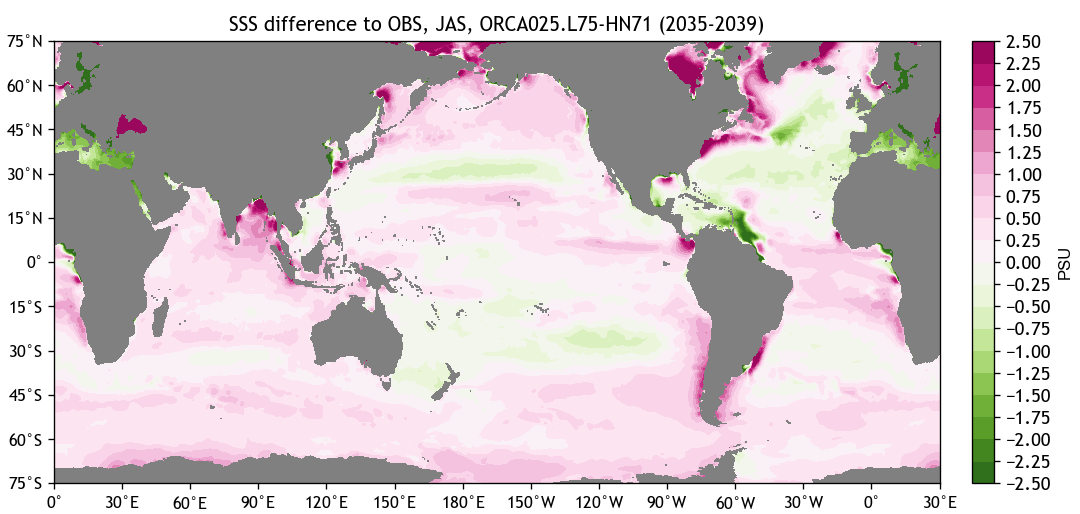 SSS difference to OBS, JAS, ORCA025.L75-HN71 (2035-2039)
75°N
60°N
45°N
30°N
15°N
0°
15°S
30°S
45°S
60°S
75°S
0° 30°E 60°E 90°E 120°E 150°E 180°E 150°W 120°W 90°W 60°W 30°W 0° 30°E
2.50
2.25
2.00
1.75
1.50
1.25
1.00
0.75
0.50
0.25
0.00
−0.25
−0.50
−0.75
−1.00
−1.25
−1.50
−1.75
−2.00
−2.25
−2.50
PSU